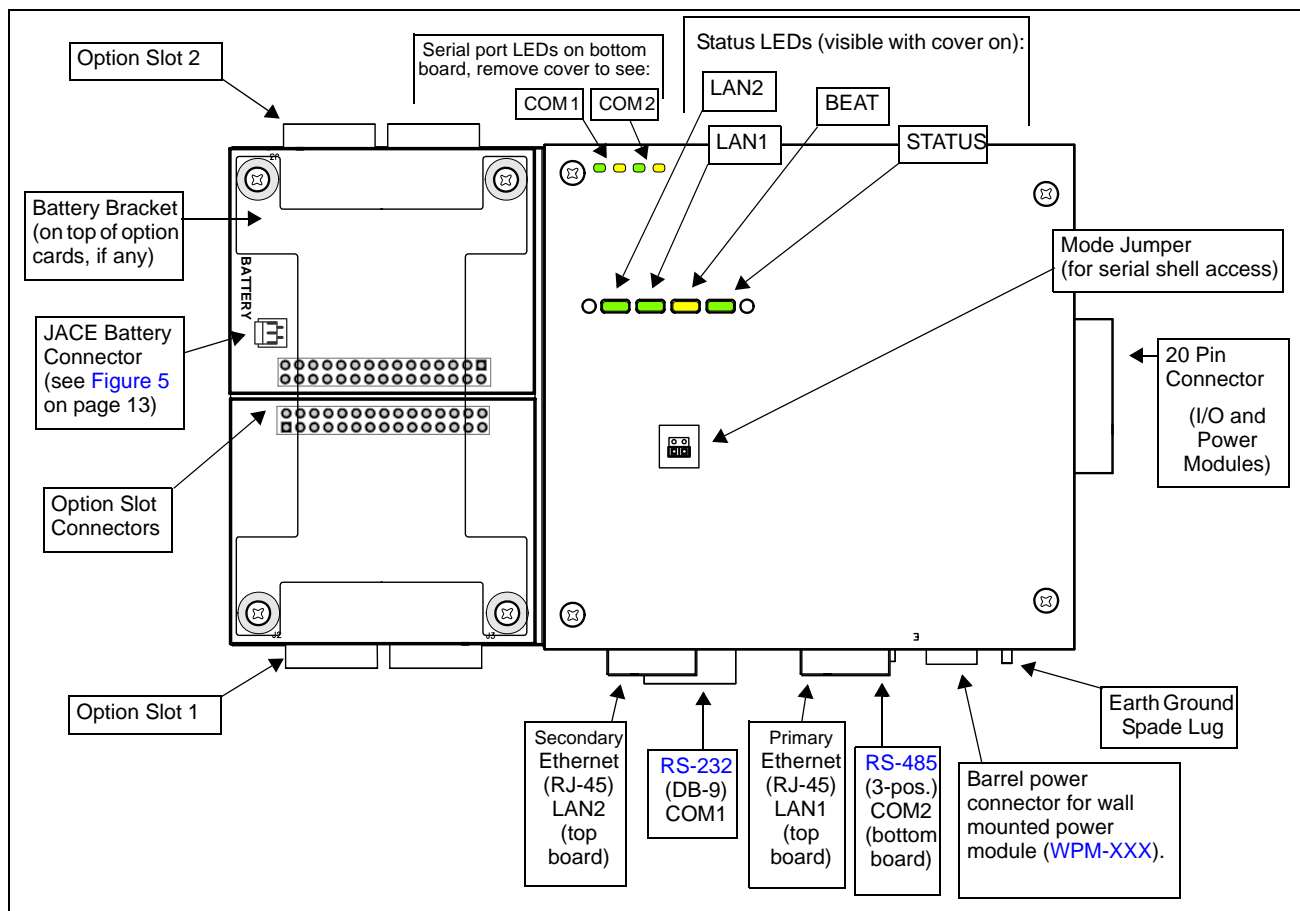 Option Slot 2
Serial port LEDs on bottom
board, remove cover to see:
COM1
COM2
Status LEDs (visible with cover on):
LAN2
BEAT
LAN1
STATUS
Battery Bracket
(on top of option
cards, if any)
BATTERY
JACE Battery
Connector
(see Figure 5
on page 13)
Mode Jumper
(for serial shell access)
20 Pin
Connector
(I/O and
Power
Modules)
Option Slot
Connectors
J2
J3
E
Option Slot 1
Secondary
Ethernet
(RJ-45)
LAN2
(top
board)
RS-232
(DB-9)
COM1
Primary
Ethernet
(RJ-45)
LAN1
(top
board)
RS-485
(3-pos.)
COM2
(bottom
board)
Barrel power
connector for wall
mounted power
module (WPM-XXX).
Earth Ground
Spade Lug